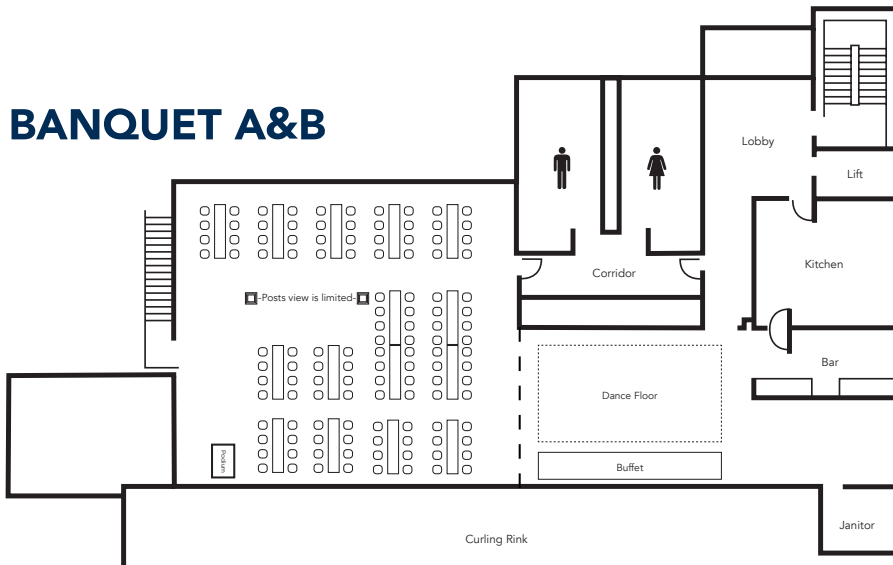 BANQUET A&B
Lobby
Lift
Kitchen
Corridor
-Posts view is limited-
Bar
Dance Floor
Podium
Buffet
Janitor
Curling Rink